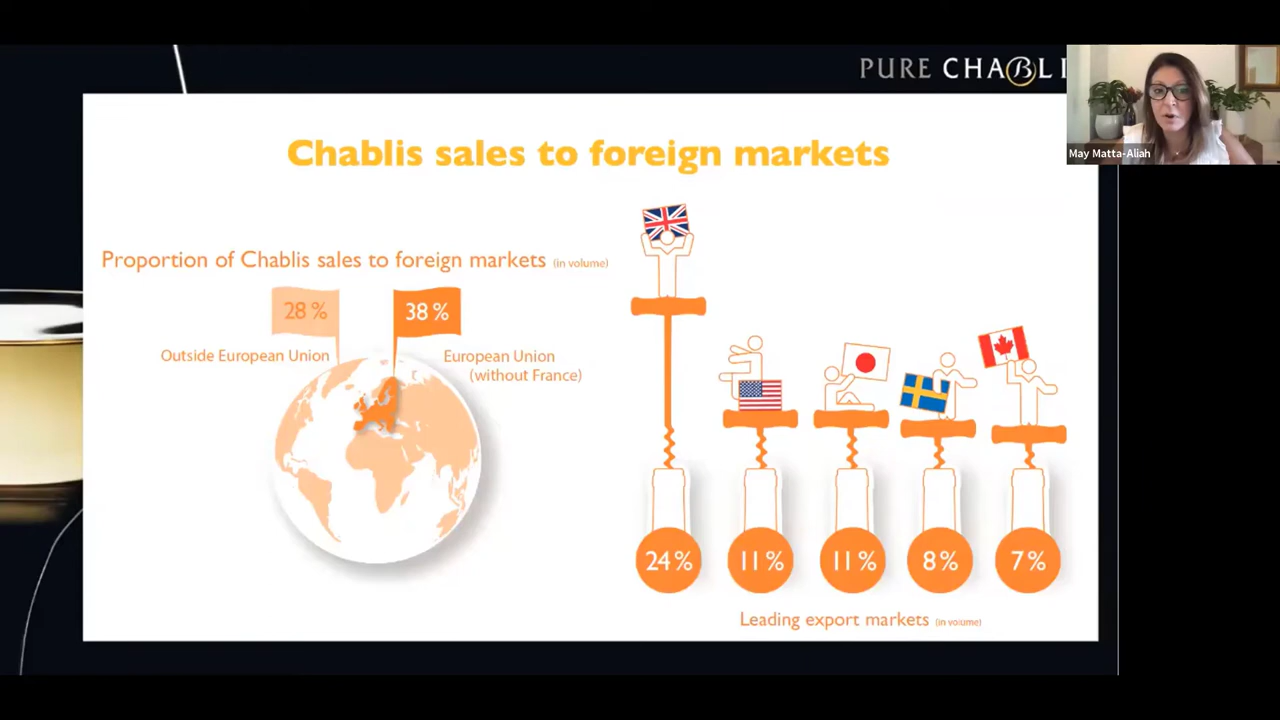 PURE CHABLI
May Matta-Aliah
Chablis sales to foreign markets
Proportion of Chablis sales to foreign markets (in volume)
28 %
38 %
Outside European Union
European Union
(without France)
24 %
11 %
11 %
8 %
7 %
Leading export markets (in volume)